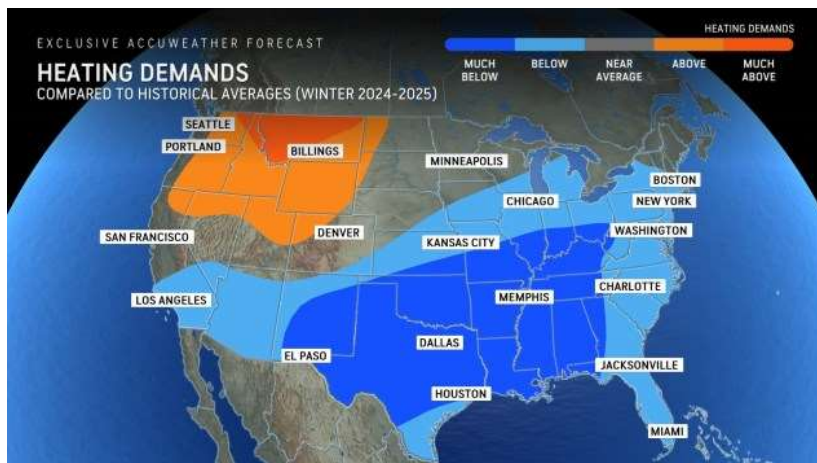 EXCLUSIVE ACCUWEATHER FORECAST
HEATING DEMANDS
HEATING DEMANDS
COMPARED TO HISTORICAL AVERAGES (WINTER 2024-2025)
MUCH BELOW
BELOW
NEAR AVERAGE
ABOVE
MUCH ABOVE
SEATTLE
PORTLAND
BILLINGS
MINNEAPOLIS
BOSTON
CHICAGO
NEW YORK
SAN FRANCISCO
DENVER
KANSAS CITY
WASHINGTON
LOS ANGELES
MEMPHIS
CHARLOTTE
EL PASO
DALLAS
JACKSONVILLE
HOUSTON
MIAMI